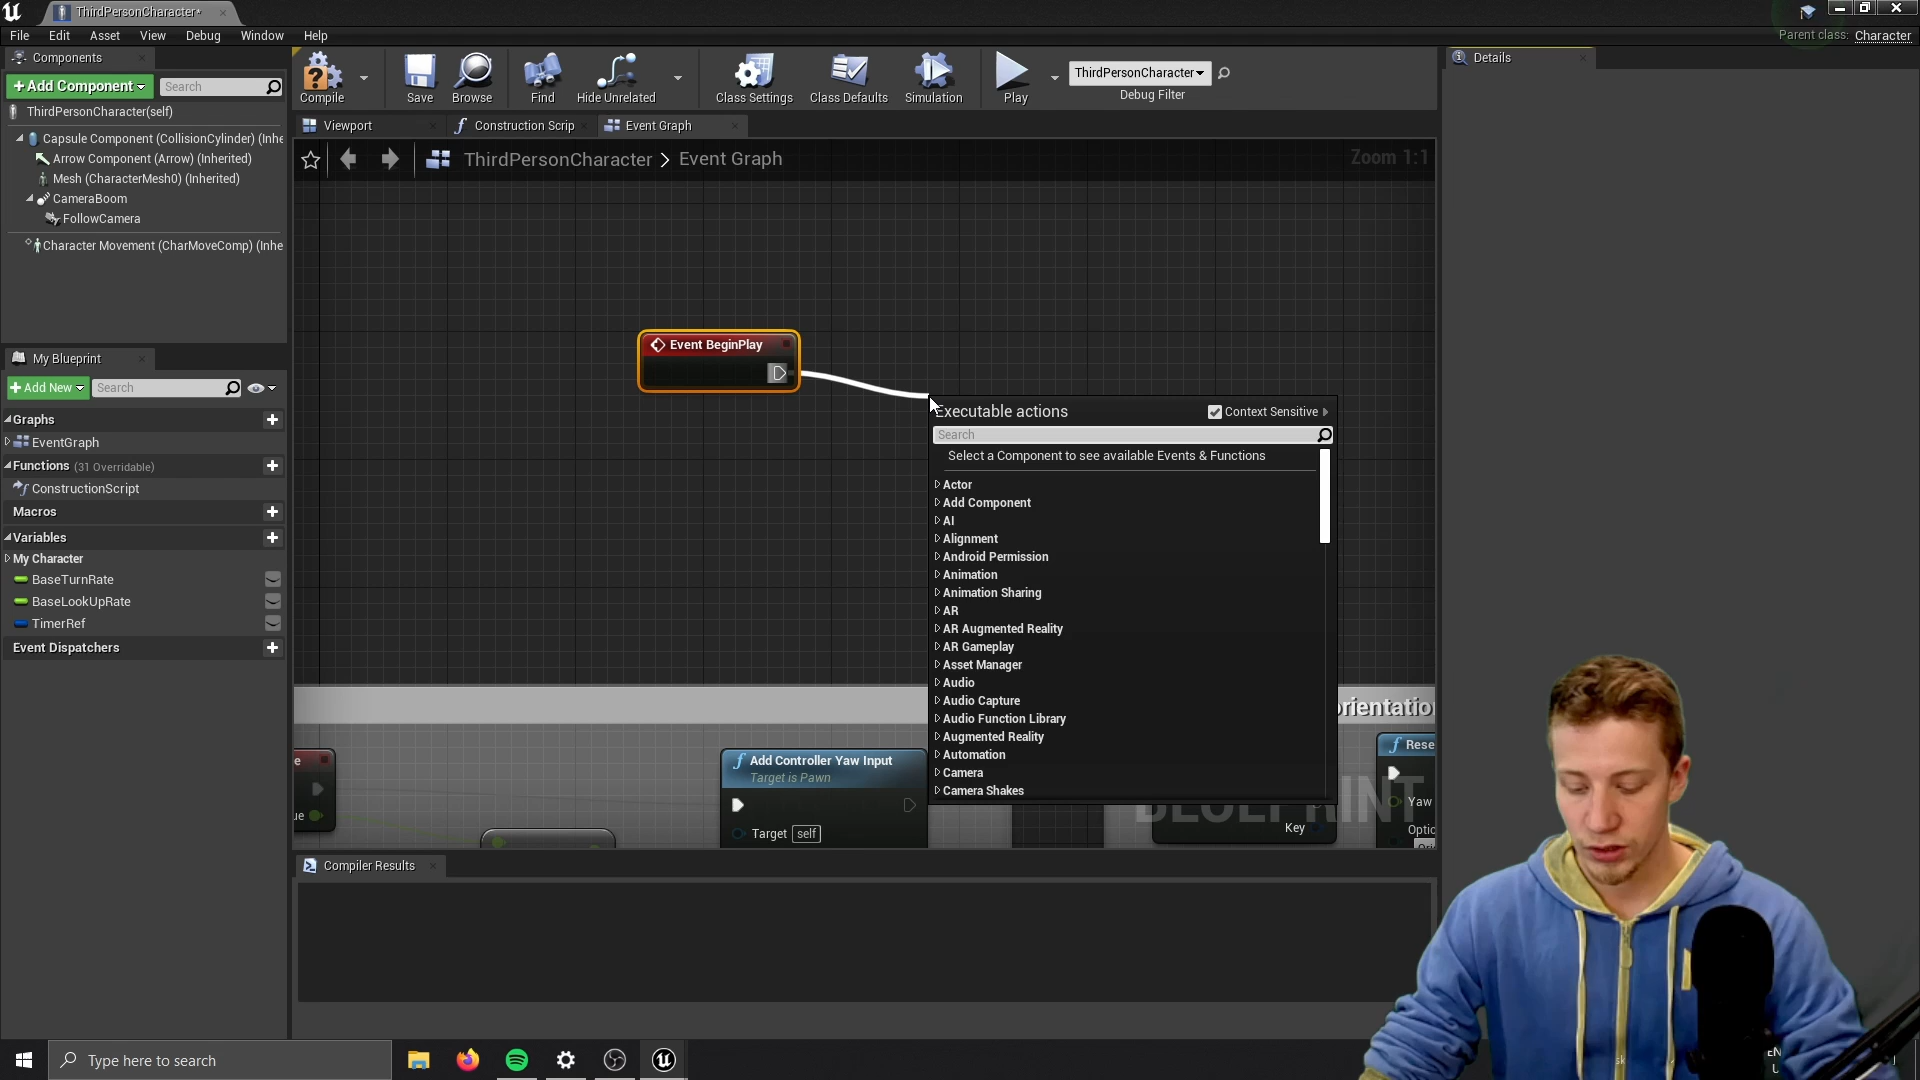 ThirdPersonCharacter*
File Edit Asset View Debug Window Help
Parent class: Character
Components
+Add Component
Search
ThirdPersonCharacter(self)
Capsule Component (CollisionCylinder) (Inhe
Arrow Component (Arrow) (Inherited)
Mesh (CharacterMesh0) (Inherited)
CameraBoom
FollowCamera
Character Movement (CharMoveComp) (Inhe
My Blueprint
+Add New
Search
Graphs
EventGraph
Functions (31 Overridable)
ConstructionScript
Macros
Variables
My Character
BaseTurnRate
BaseLookUpRate
TimerRef
Event Dispatchers
Compile
Save
Browse
Find
Hide Unrelated
Class Settings
Class Defaults
Simulation
Play
ThirdPersonCharacter
Debug Filter
Viewport
Construction Scrip
Event Graph
ThirdPersonCharacter > Event Graph
Zoom 1:1
Event BeginPlay
Executable actions
Context Sensitive
Search
Select a Component to see available Events & Functions
Actor
Add Component
AI
Alignment
Android Permission
Animation
Animation Sharing
AR
AR Augmented Reality
AR Gameplay
Asset Manager
Audio
Audio Capture
Audio Function Library
Augmented Reality
Automation
Camera
Camera Shakes
orientation
e
ue
Add Controller Yaw Input
Target is Pawn
Target self
BLUEPRINT
Key
Rese
Yaw
Optic
Compiler Results
Details
Type here to search